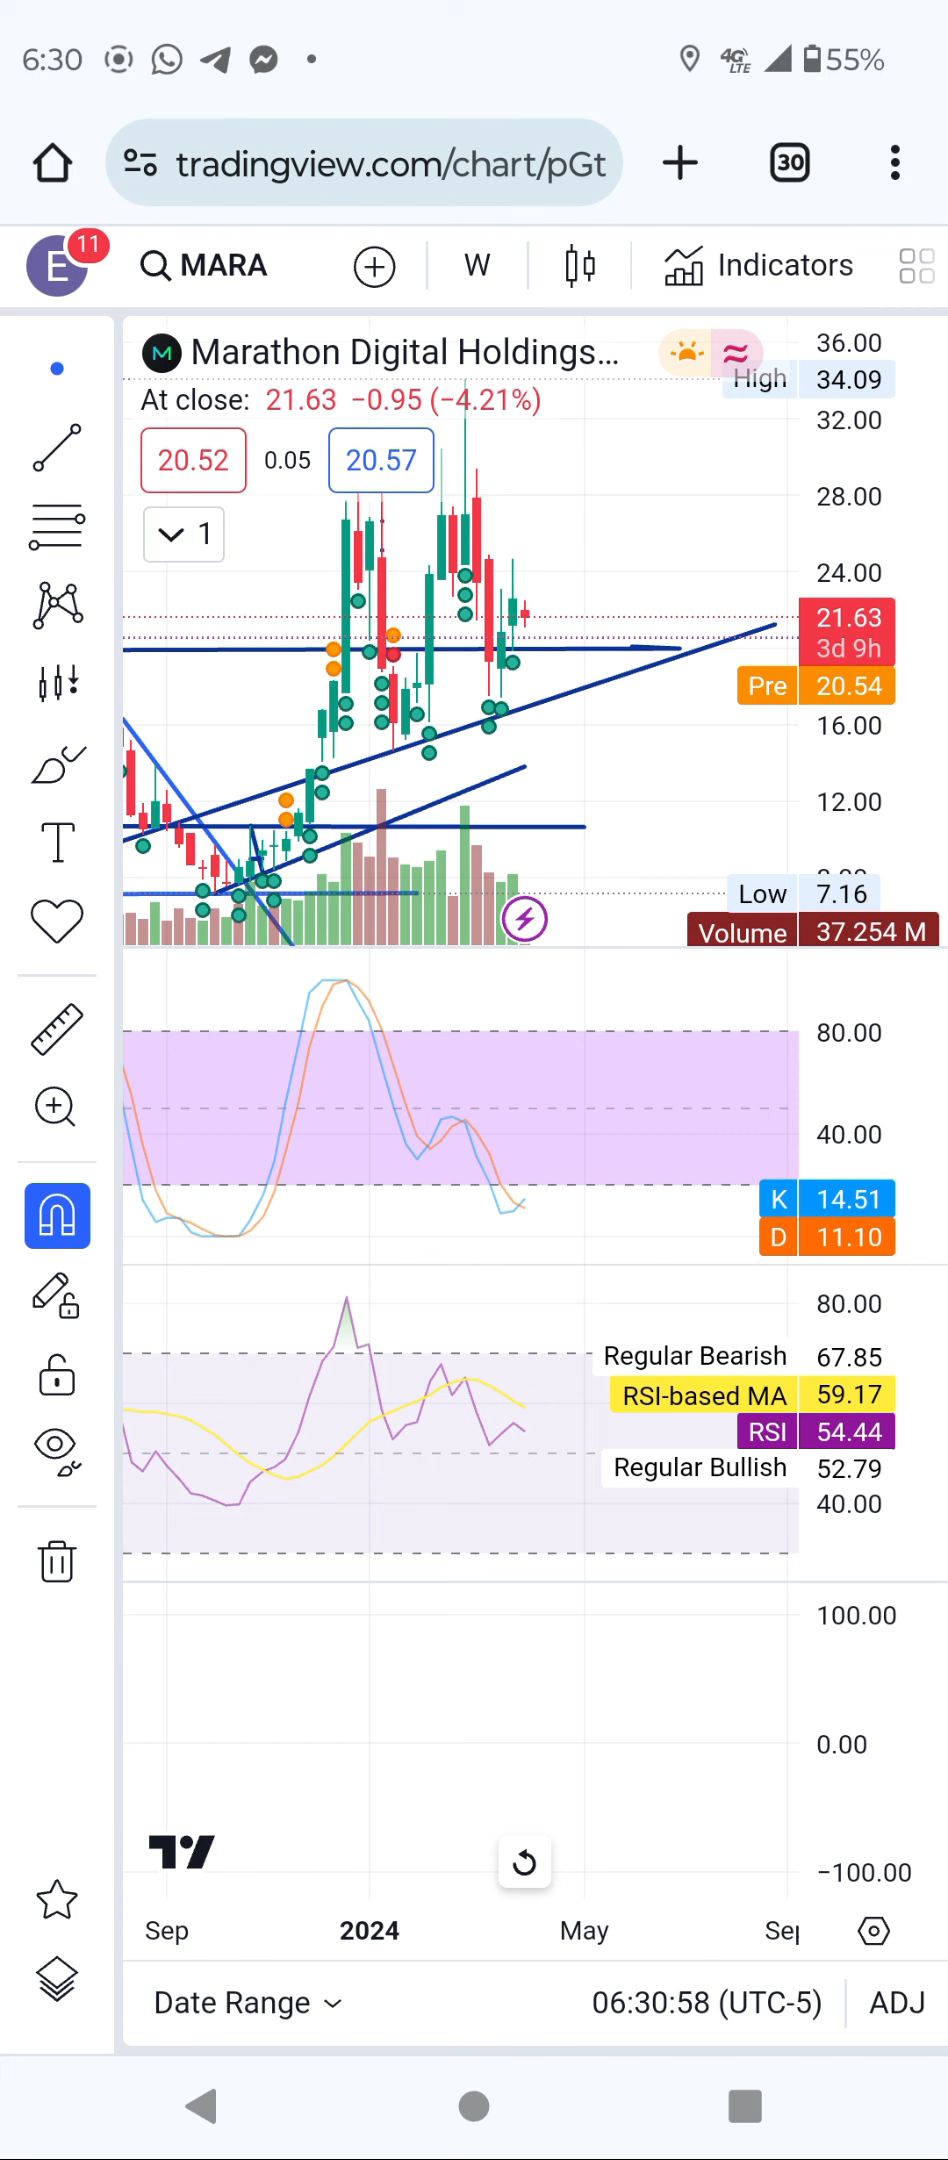 6:30 4G LTE 55%
tradingview.com/chart/pGt 30
E 11 MARA W Indicators
Marathon Digital Holdings... 36.00
High 34.09
At close: 21.63 −0.95 (−4.21%)
32.00
20.52 0.05 20.57
28.00
1
24.00
21.63
3d 9h
Pre 20.54
16.00
12.00
Low 7.16
Volume 37.254 M
80.00
40.00
K 14.51
D 11.10
80.00
Regular Bearish 67.85
RSI-based MA 59.17
RSI 54.44
Regular Bullish 52.79
40.00
100.00
0.00
−100.00
Sep 2024 May Sep
Date Range 06:30:58 (UTC-5) ADJ